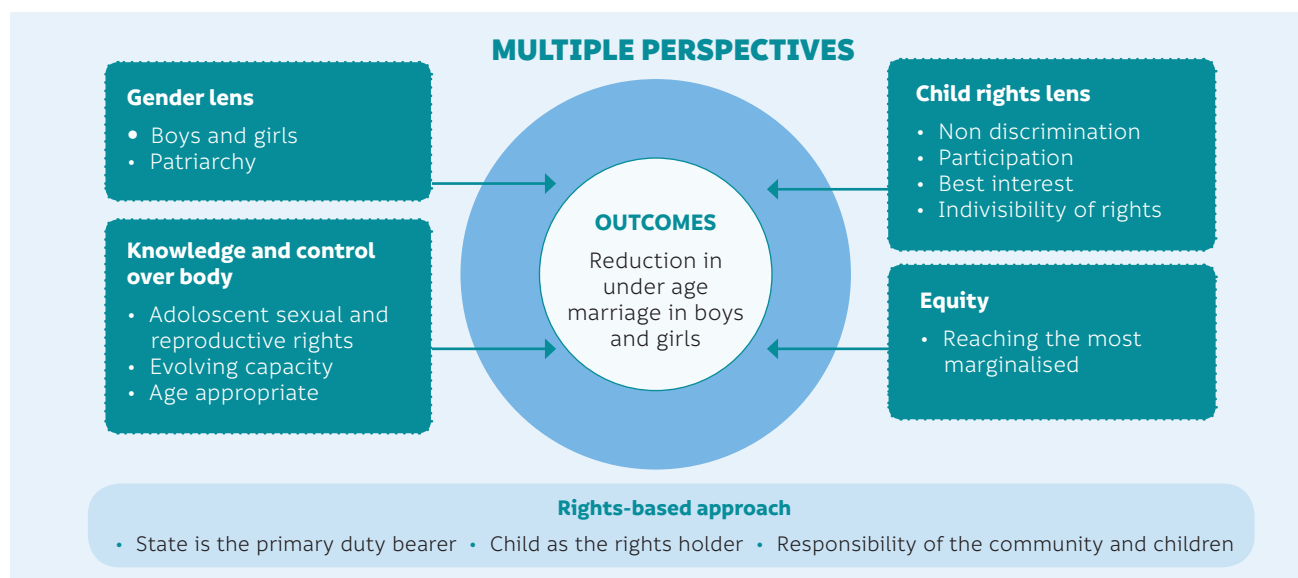 MULTIPLE PERSPECTIVES
Gender lens
• Boys and girls
• Patriarchy
Knowledge and control
over body
• Adoloscent sexual and
reproductive rights
• Evolving capacity
• Age appropriate
OUTCOMES
Reduction in
under age
marriage in boys
and girls
Child rights lens
• Non discrimination
• Participation
• Best interest
• Indivisibility of rights
Equity
• Reaching the most
marginalised
Rights-based approach
• State is the primary duty bearer • Child as the rights holder • Responsibility of the community and children